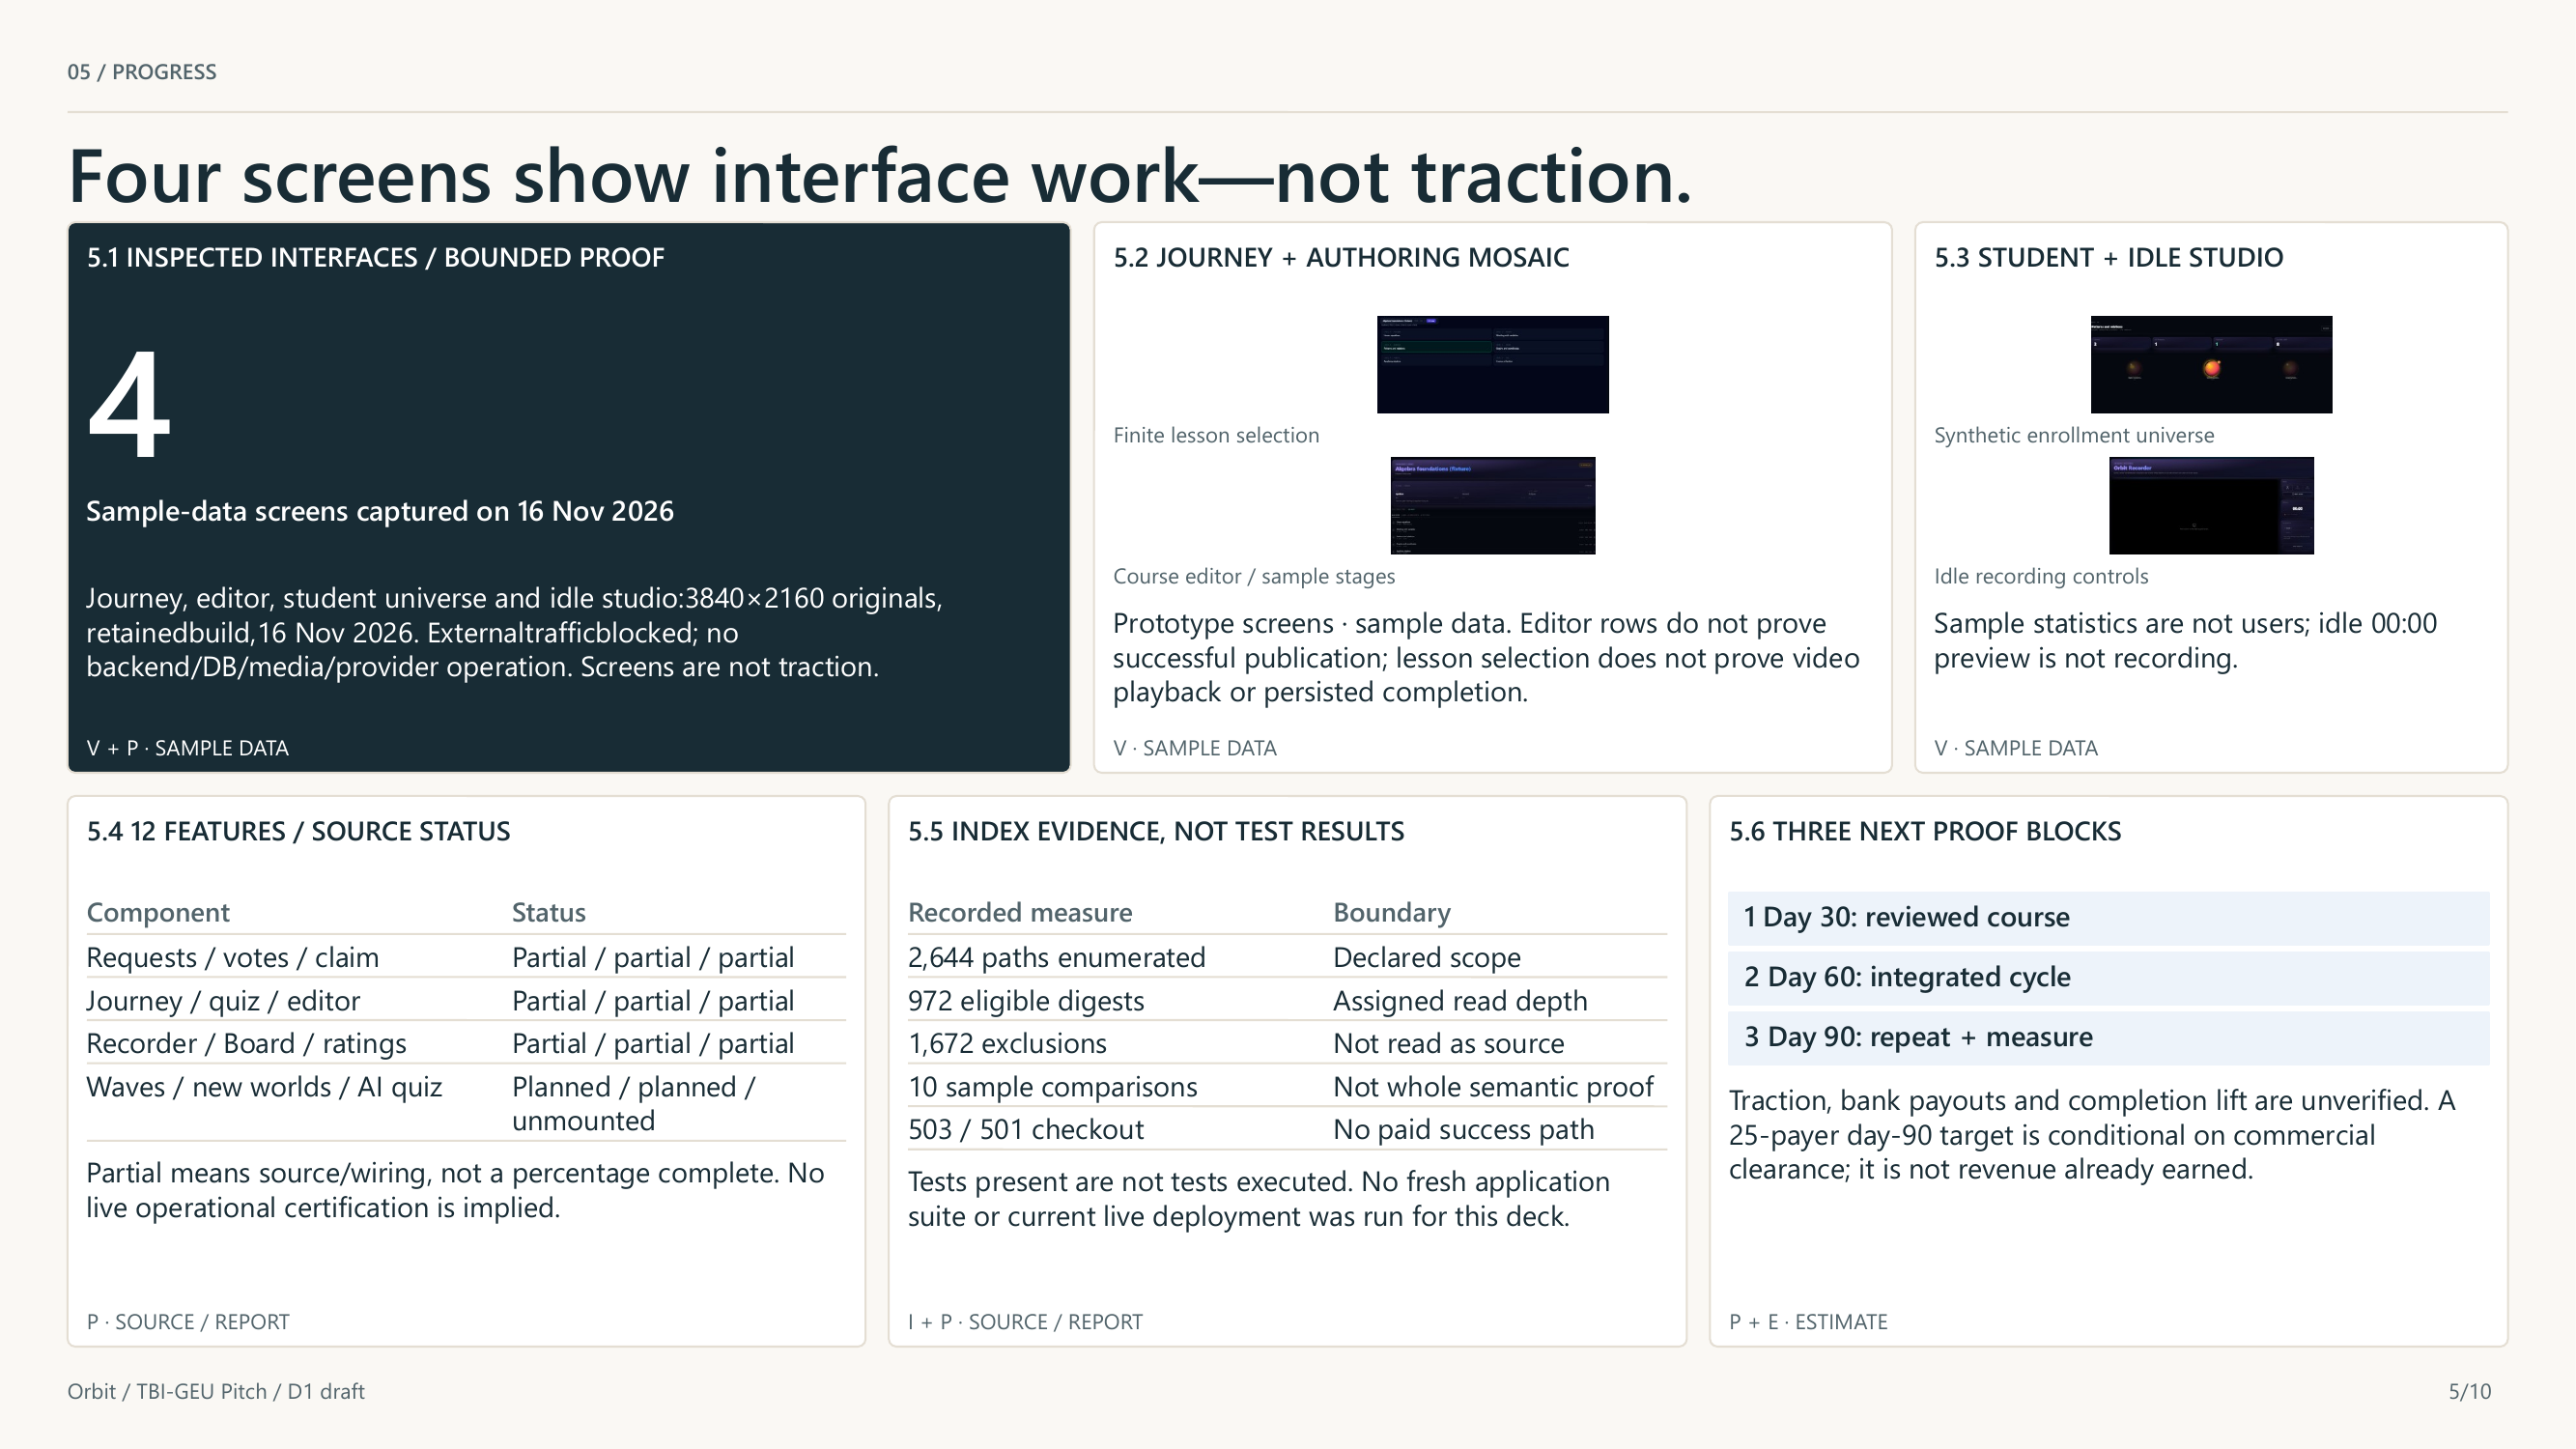 05 / PROGRESS
Four screens show interface work—not traction.
5.1 INSPECTED INTERFACES / BOUNDED PROOF
4
Sample-data screens captured on 16 Nov 2026
Journey, editor, student universe and idle studio:3840×2160 originals,
retainedbuild,16 Nov 2026. Externaltrafficblocked; no
backend/DB/media/provider operation. Screens are not traction.
V + P · SAMPLE DATA
5.2 JOURNEY + AUTHORING MOSAIC
Finite lesson selection
Algebra foundations (fixture)
Course editor / sample stages
Prototype screens · sample data. Editor rows do not prove
successful publication; lesson selection does not prove video
playback or persisted completion.
V · SAMPLE DATA
5.3 STUDENT + IDLE STUDIO
Synthetic enrollment universe
Orbit Recorder
00:00
Idle recording controls
Sample statistics are not users; idle 00:00
preview is not recording.
V · SAMPLE DATA
5.4 12 FEATURES / SOURCE STATUS
Component Status
Requests / votes / claim Partial / partial / partial
Journey / quiz / editor Partial / partial / partial
Recorder / Board / ratings Partial / partial / partial
Waves / new worlds / AI quiz Planned / planned /
unmounted
Partial means source/wiring, not a percentage complete. No
live operational certification is implied.
P · SOURCE / REPORT
5.5 INDEX EVIDENCE, NOT TEST RESULTS
Recorded measure Boundary
2,644 paths enumerated Declared scope
972 eligible digests Assigned read depth
1,672 exclusions Not read as source
10 sample comparisons Not whole semantic proof
503 / 501 checkout No paid success path
Tests present are not tests executed. No fresh application
suite or current live deployment was run for this deck.
I + P · SOURCE / REPORT
5.6 THREE NEXT PROOF BLOCKS
1 Day 30: reviewed course
2 Day 60: integrated cycle
3 Day 90: repeat + measure
Traction, bank payouts and completion lift are unverified. A
25-payer day-90 target is conditional on commercial
clearance; it is not revenue already earned.
P + E · ESTIMATE
Orbit / TBI-GEU Pitch / D1 draft
5/10